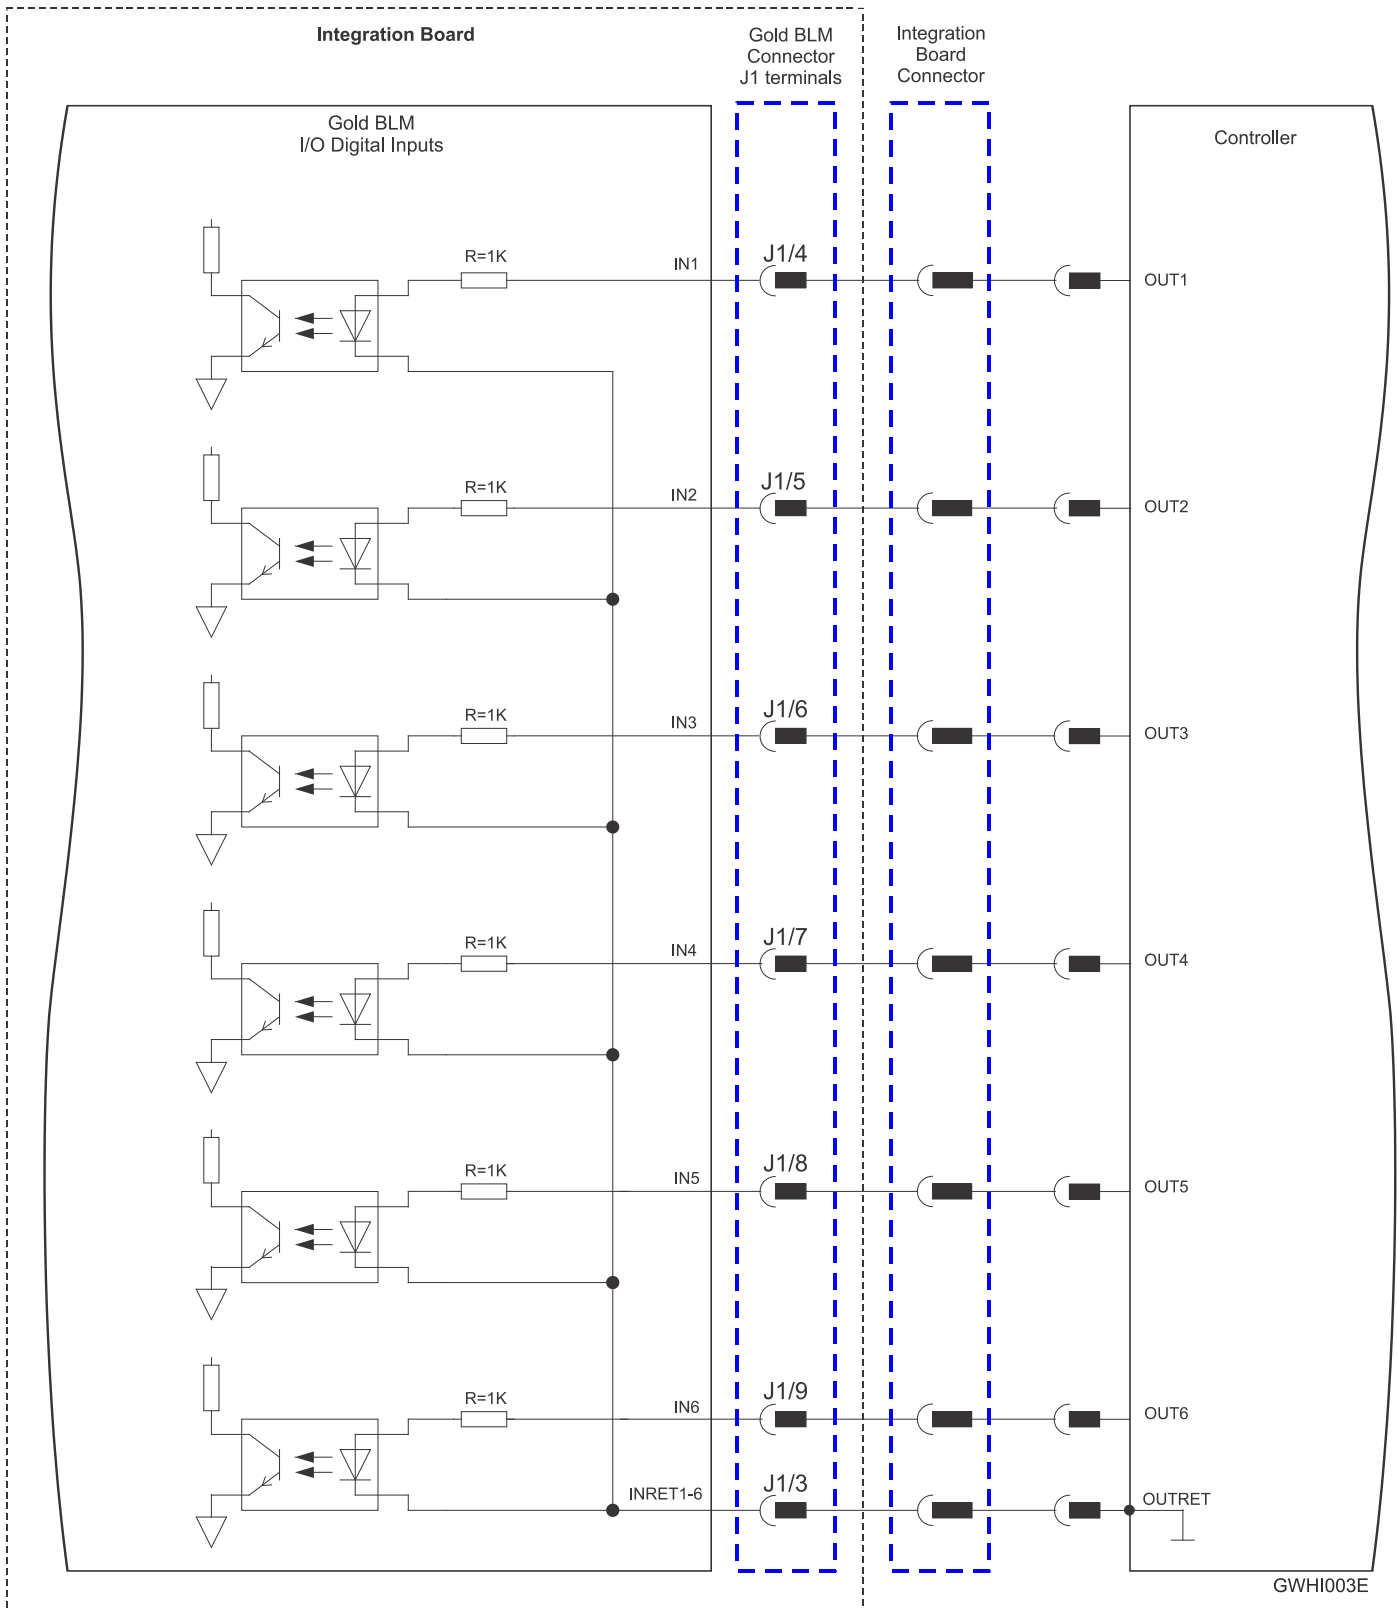 Integration Board
Gold BLM
Connector
J1 terminals
Integration
Board
Connector
Gold BLM
I/O Digital Inputs
Controller
R=1K
IN1
J1/4
OUT1
R=1K
IN2
J1/5
OUT2
R=1K
IN3
J1/6
OUT3
R=1K
IN4
J1/7
OUT4
R=1K
IN5
J1/8
OUT5
R=1K
IN6
J1/9
OUT6
INRET1-6
J1/3
OUTRET
GWHI003E